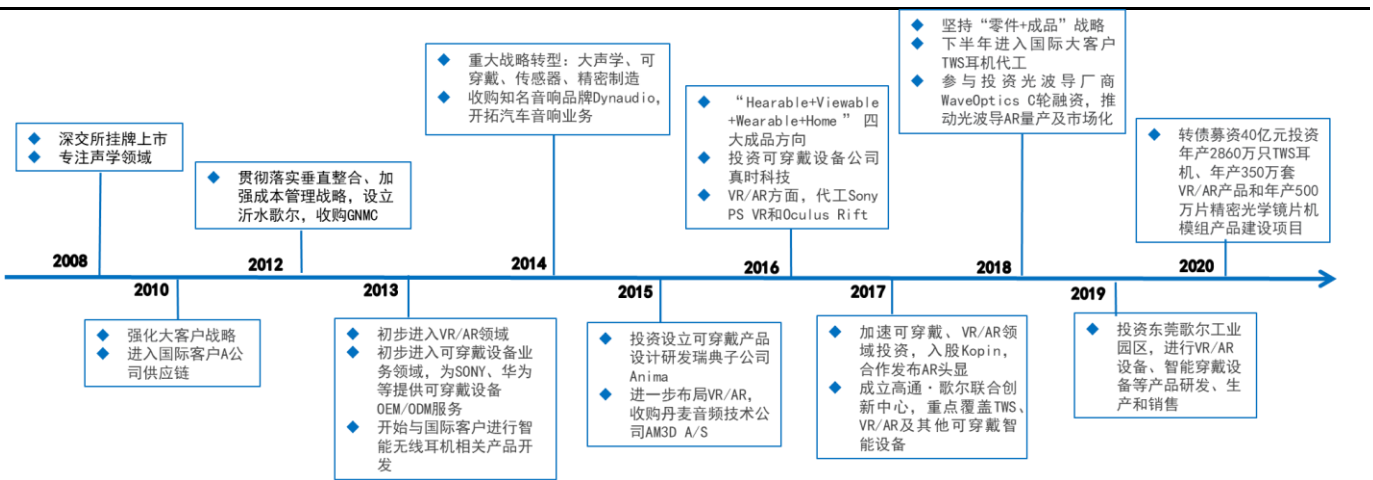 深交所挂牌上市
专注声学领域
2008
2010
强化大客户战略
进入国际客户A公
司供应链
贯彻落实垂直整合、加
强成本管理战略，设立
沂水歌尔，收购GNMC
2012
2013
初步进入VR/AR领域
初步进入可穿戴设备业
务领域，为SONY、华为
等提供可穿戴设备
OEM/ODM服务
开始与国际客户进行智
能无线耳机相关产品开
发
重大战略转型：大声学、可
穿戴、传感器、精密制造
收购知名音响品牌Dynaudio，
开拓汽车音响业务
2014
2015
投资设立可穿戴产品
设计研发瑞典子公司
Anima
进一步布局VR/AR，
收购丹麦音频技术公
司AM3D A/S
“Hearable+Viewable
+Wearable+Home”四
大成品方向
投资可穿戴设备公司
真时科技
VR/AR方面，代工Sony
PS VR和Oculus Rift
2016
2017
加速可穿戴、VR/AR领
域投资，入股Kopin，
合作发布AR头显
成立高通·歌尔联合创
新中心，重点覆盖TWS、
VR/AR及其他可穿戴智
能设备
坚持“零件+成品”战略
下半年进入国际大客户
TWS耳机代工
参与投资光波导厂商
WaveOptics C轮融资，推
动光波导AR量产及市场化
2018
2019
投资东莞歌尔工业
园区，进行VR/AR
设备、智能穿戴设
备等产品研发、生
产和销售
转债募资40亿元投资
年产2860万只TWS耳
机、年产350万套
VR/AR产品和年产500
万片精密光学镜片机
模组产品建设项目
2020